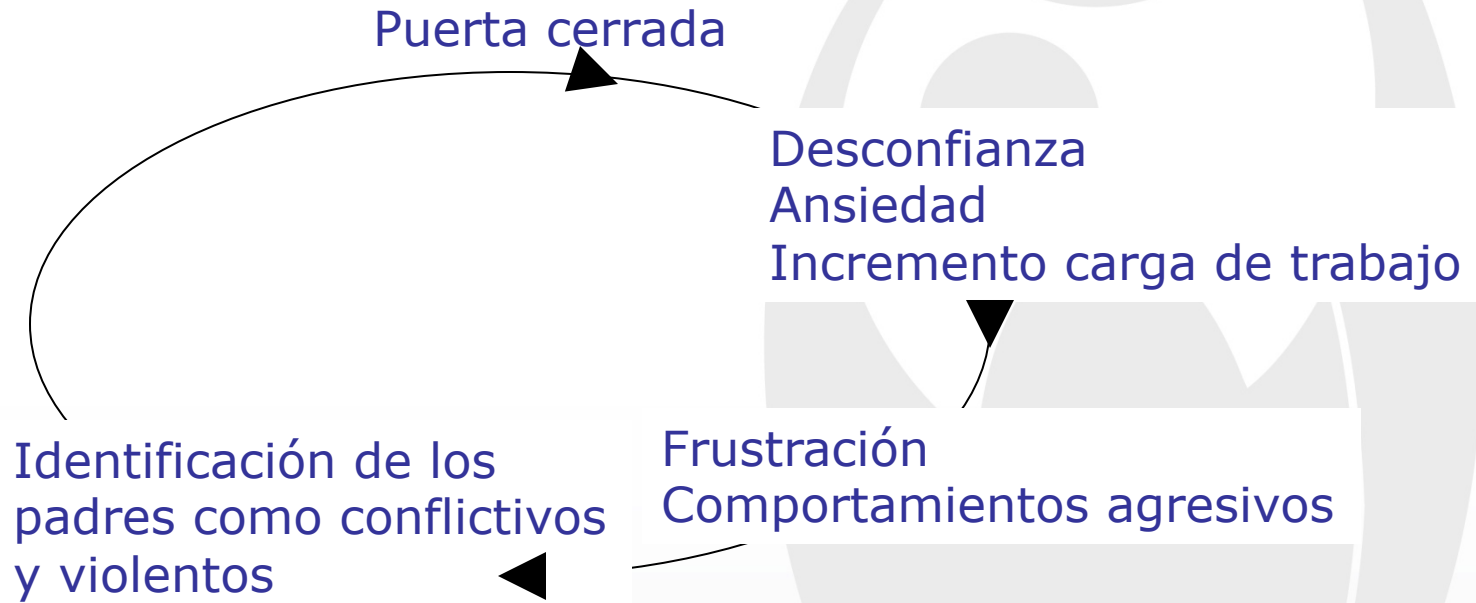 Puerta cerrada
Desconfianza
Ansiedad
Incremento carga de trabajo
Frustración
Comportamientos agresivos
Identificación de los
padres como conflictivos
y violentos